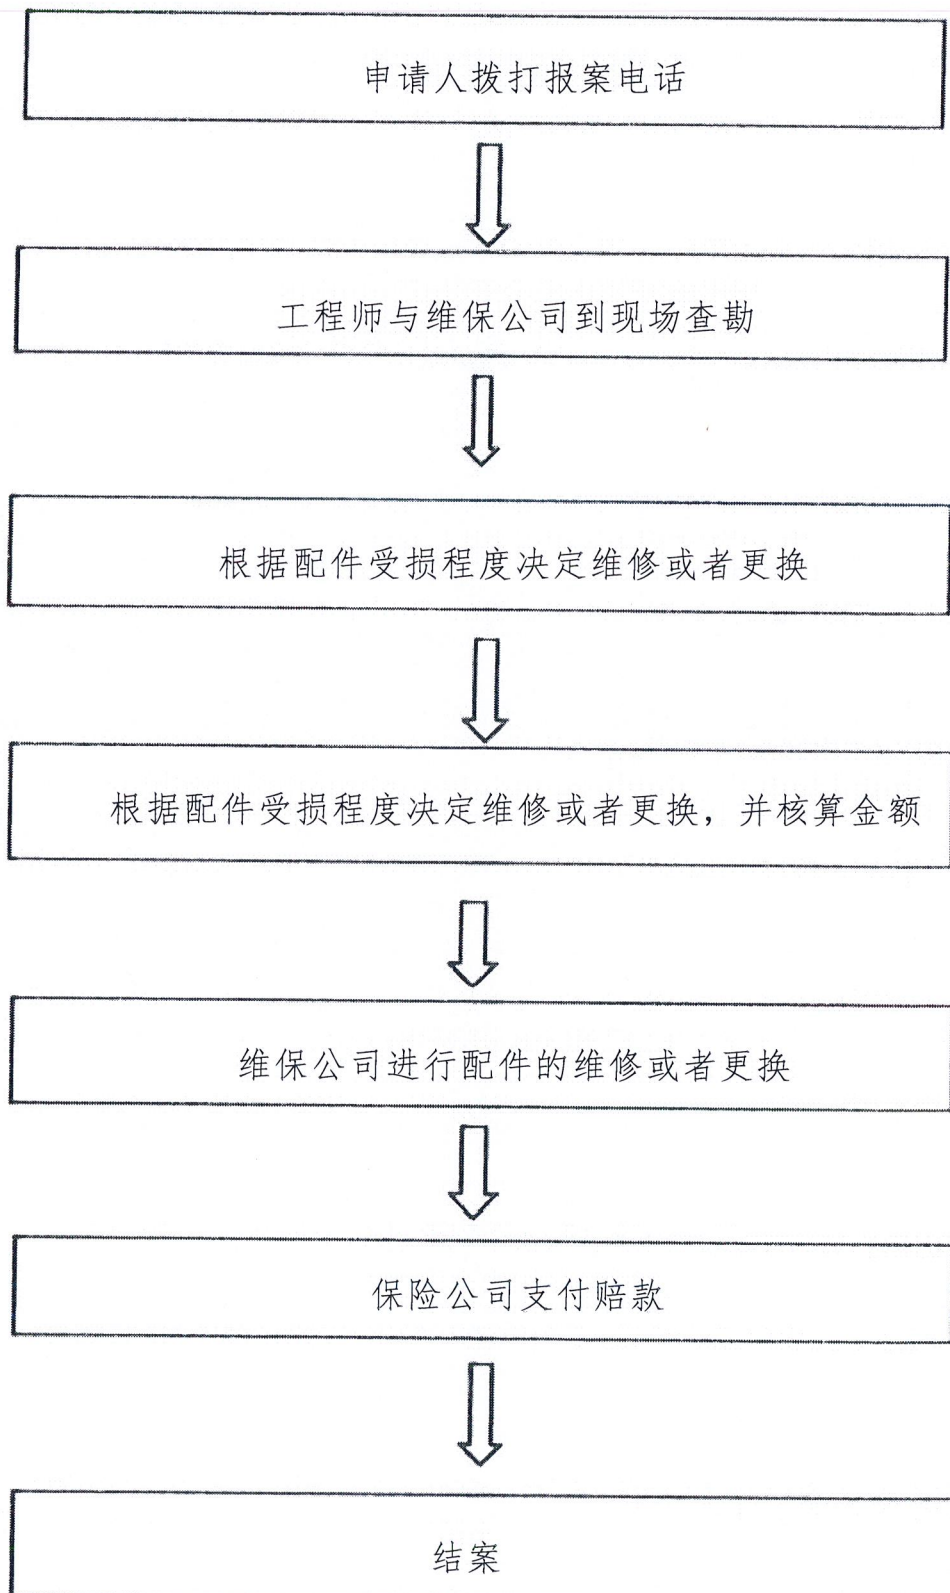 申请人拨打报案电话
工程师与维保公司到现场查勘
根据配件受损程度决定维修或者更换
根据配件受损程度决定维修或者更换，并核算金额
维保公司进行配件的维修或者更换
保险公司支付赔款
结案